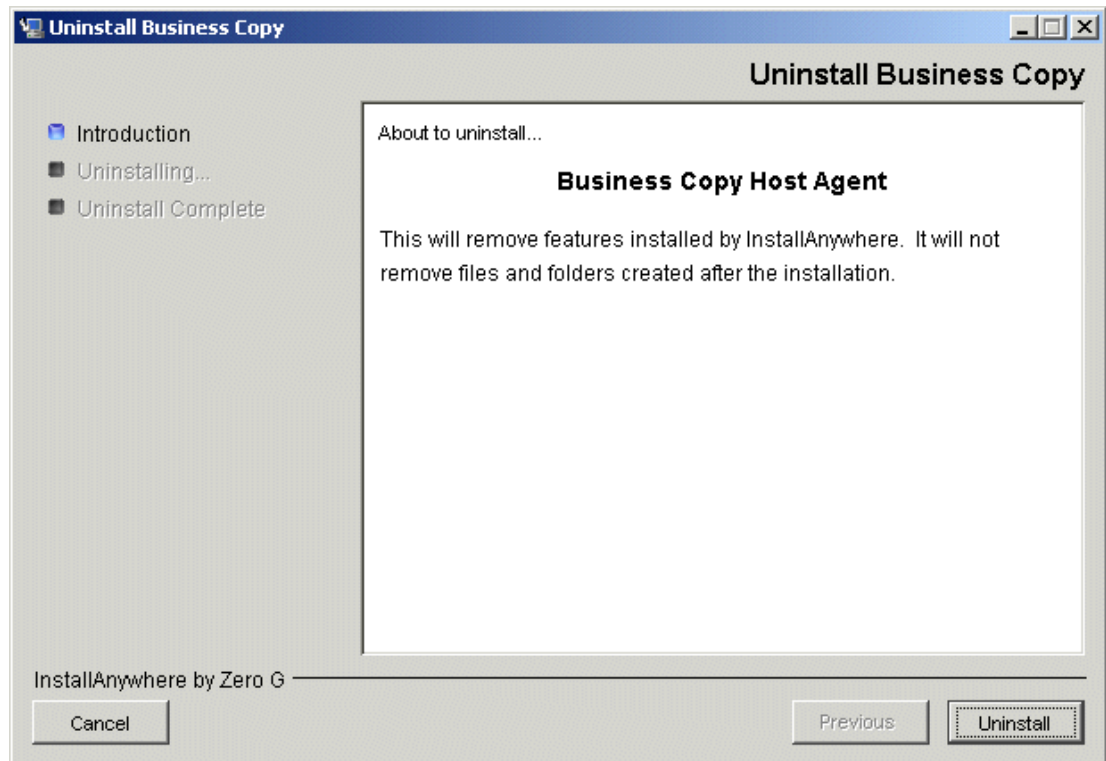 Uninstall Business Copy
Uninstall Business Copy
Introduction
Uninstalling...
Uninstall Complete
About to uninstall...
Business Copy Host Agent
This will remove features installed by InstallAnywhere. It will not
remove files and folders created after the installation.
InstallAnywhere by Zero G
Cancel
Previous
Uninstall